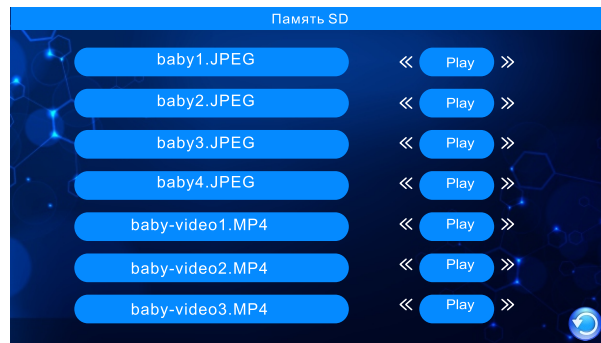 Память SD
baby1.JPEG « Play »
baby2.JPEG « Play »
baby3.JPEG « Play »
baby4.JPEG « Play »
baby-video1.MP4 « Play »
baby-video2.MP4 « Play »
baby-video3.MP4 « Play »